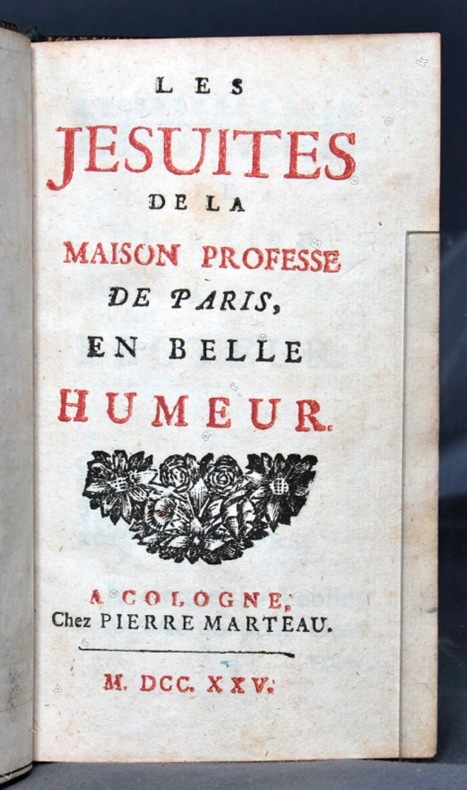 LES
JESUITES
DE LA
MAISON PROFESSE
DE PARIS,
EN BELLE
HUMEUR.
A COLOGNE,
Chez PIERRE MARTEAU.
M. DCC. XXV.